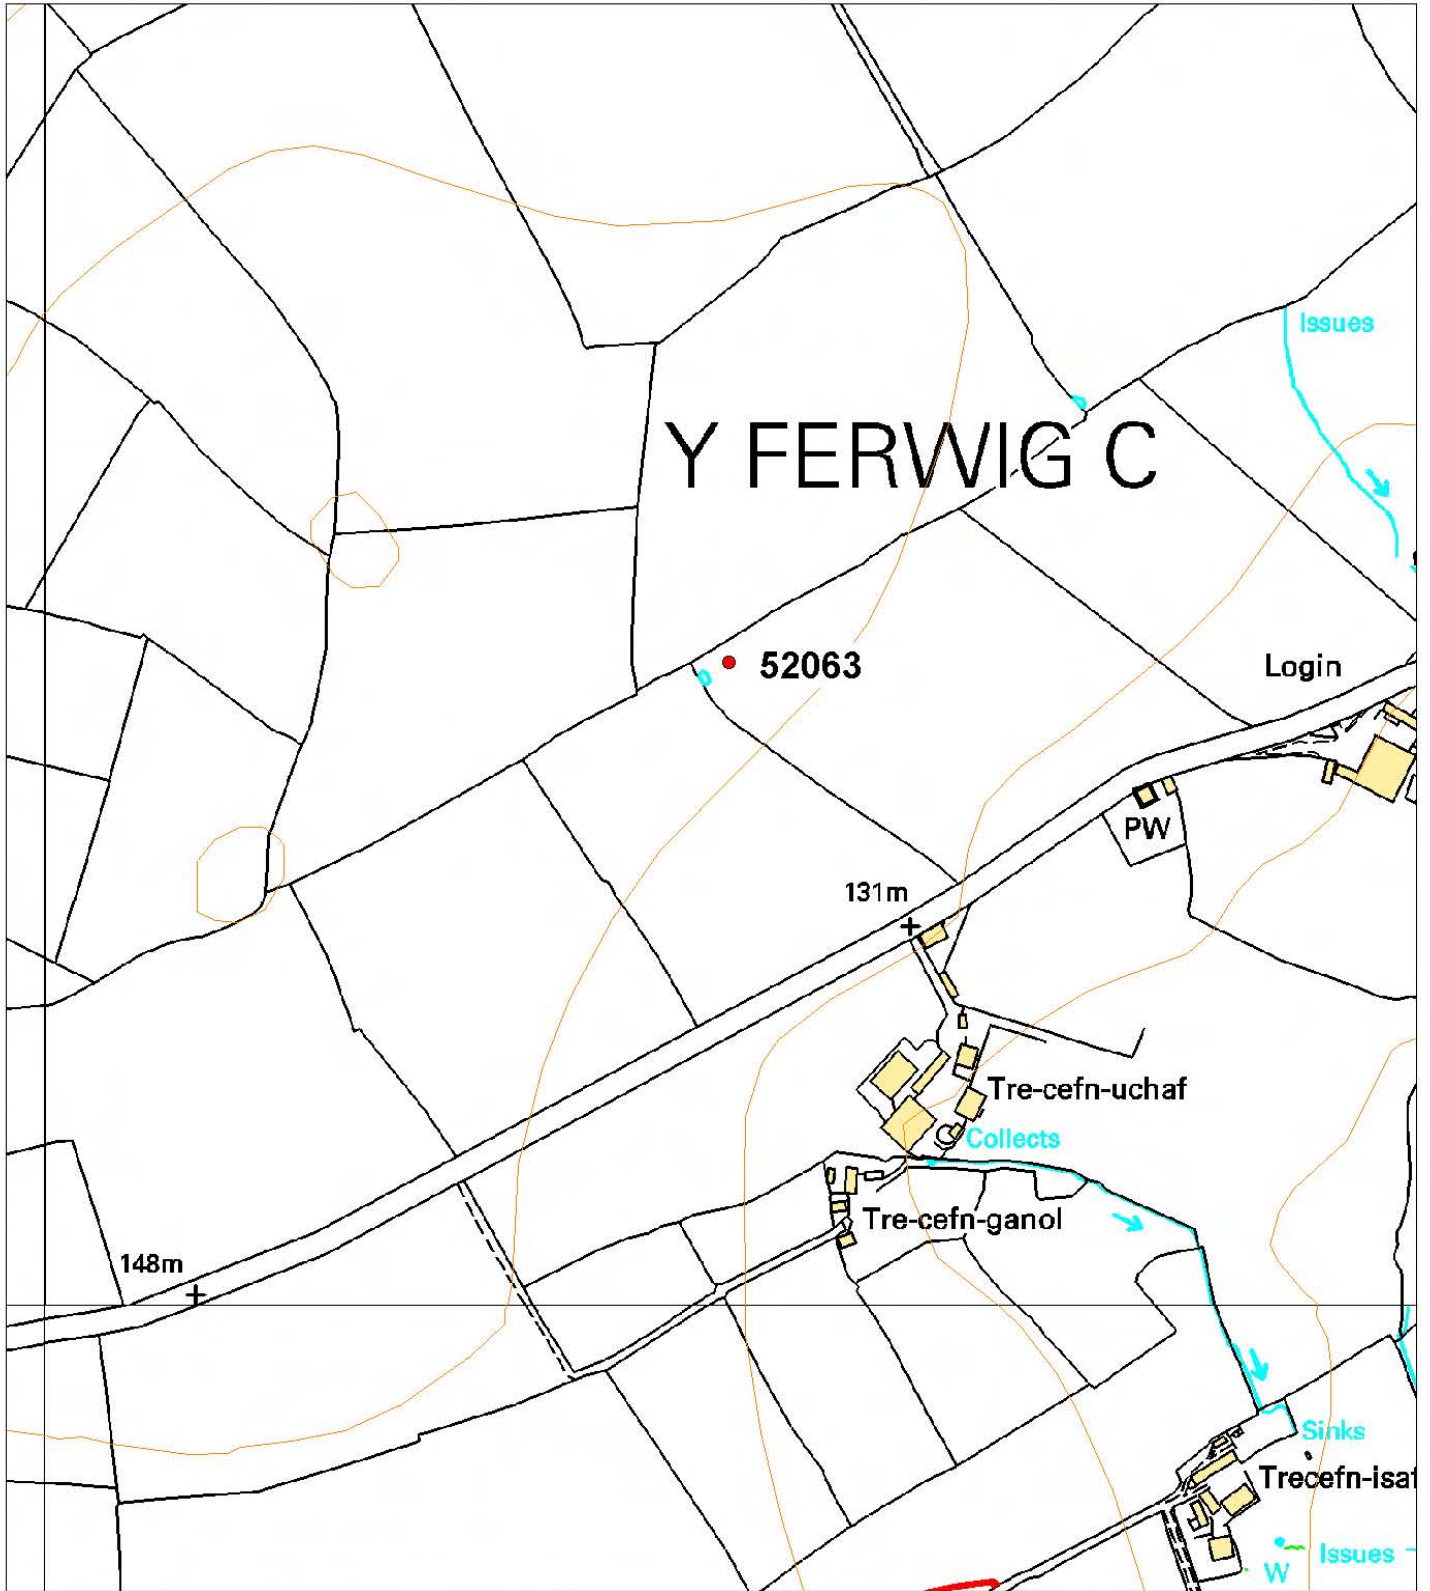 Issues
Y FERWIG C
52063
Login
PW
131m
Tre-cefn-uchaf
Collects
Tre-cefn-ganol
148m
Sinks
Trecefn-isaf
Issues
W